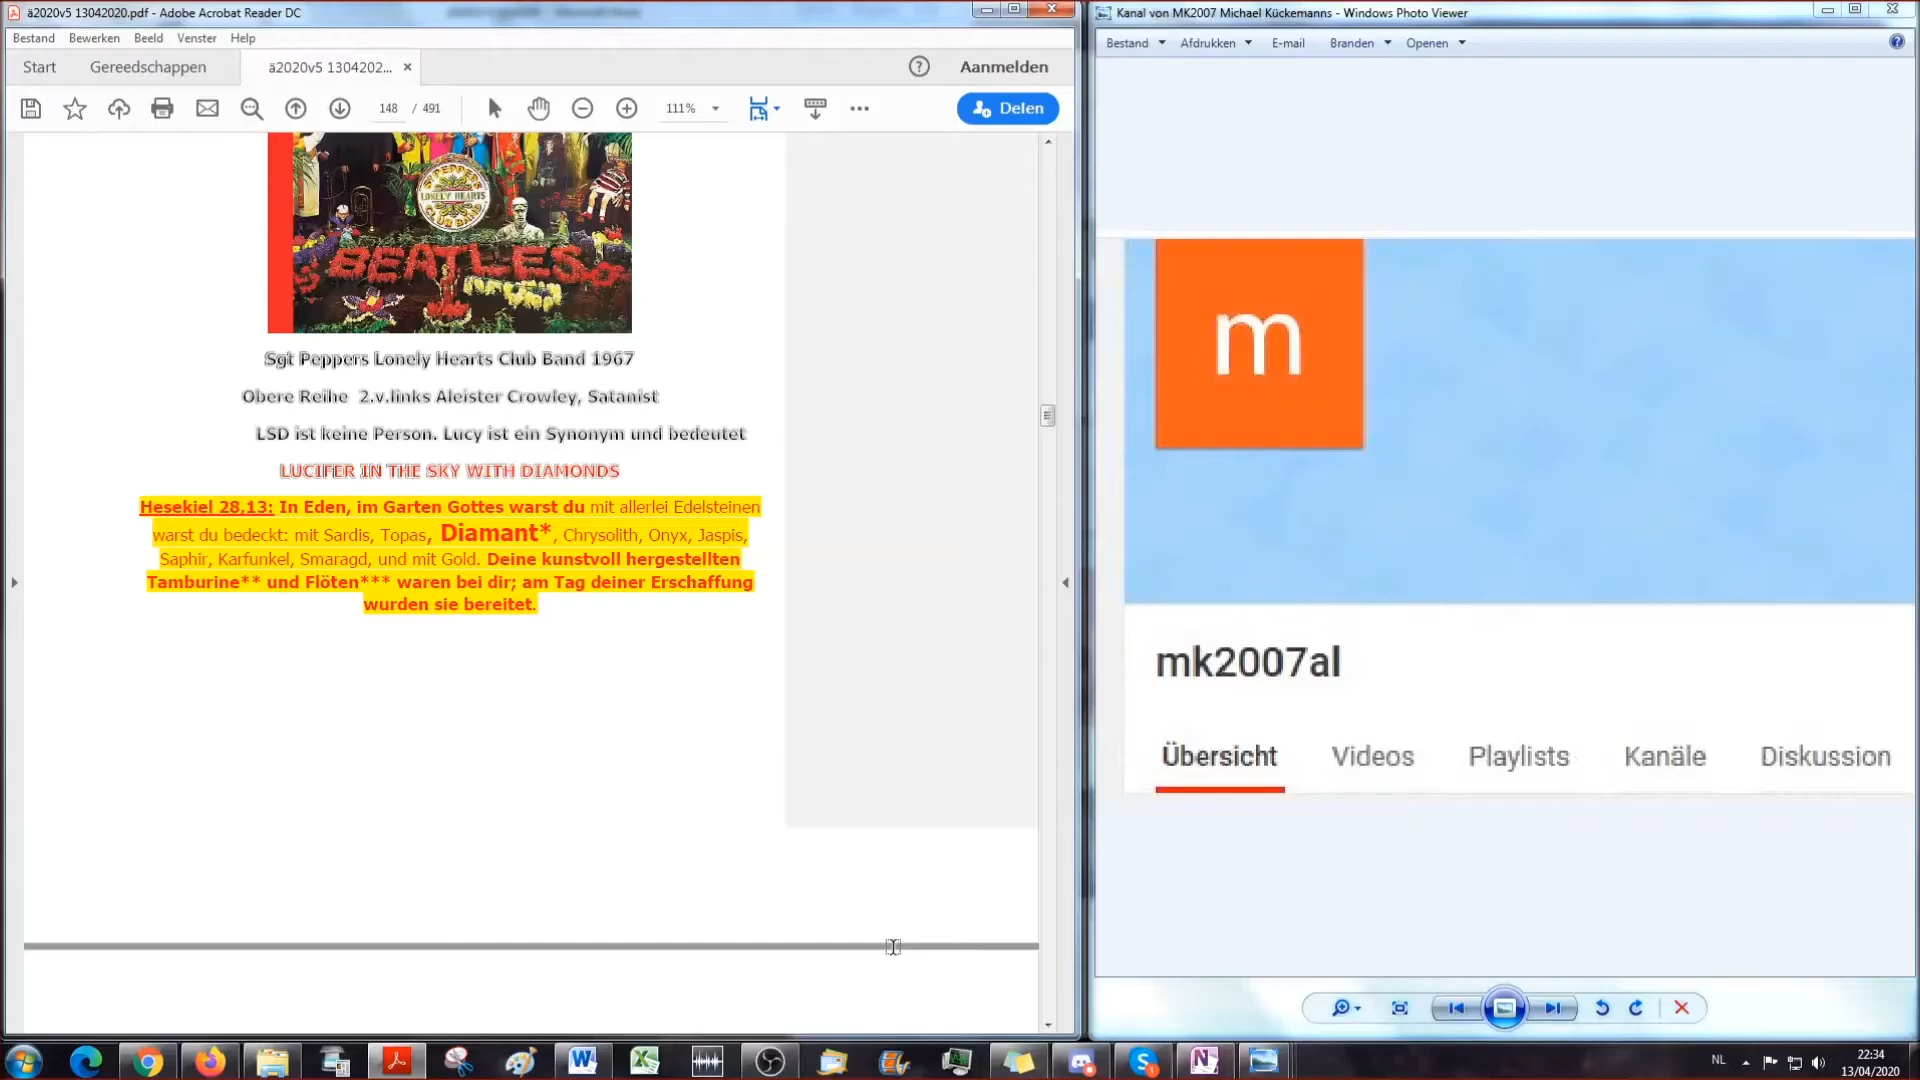 ä2020v5 13042020.pdf - Adobe Acrobat Reader DC
Bestand Bewerken Beeld Venster Help
Start Gereedschappen ä2020v5 1304202... × Aanmelden
148 / 491 111% Delen
LONELY HEARTS
CLUB BAND
BEATLES
Sgt Peppers Lonely Hearts Club Band 1967
Obere Reihe 2.v.links Aleister Crowley, Satanist
LSD ist keine Person. Lucy ist ein Synonym und bedeutet
LUCIFER IN THE SKY WITH DIAMONDS
Hesekiel 28,13: In Eden, im Garten Gottes warst du mit allerlei Edelsteinen
warst du bedeckt: mit Sardis, Topas, Diamant*, Chrysolith, Onyx, Jaspis,
Saphir, Karfunkel, Smaragd, und mit Gold. Deine kunstvoll hergestellten
Tamburine** und Flöten*** waren bei dir; am Tag deiner Erschaffung
wurden sie bereitet.
Kanal von MK2007 Michael Kückemanns - Windows Photo Viewer
Bestand Afdrukken E-mail Branden Openen
m
mk2007al
Übersicht Videos Playlists Kanäle Diskussion
NL 22:34
13/04/2020